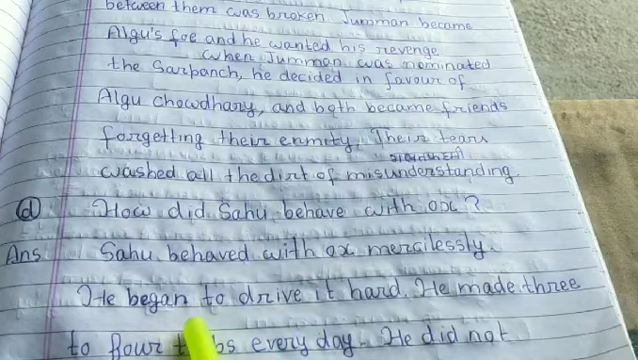 between them was broken. Jumman became
Algu's foe and he wanted his revenge
when Jumman was nominated
the Sarpanch, he decided in favour of
Algu Chowdhary, and both became friends
forgetting their enmity. Their tears
washed all the dirt of misunderstanding.
(d) How did Sahu behave with ox?
Ans Sahu behaved with ox mercilessly.
He began to drive it hard. He made three
to four every day. He did not